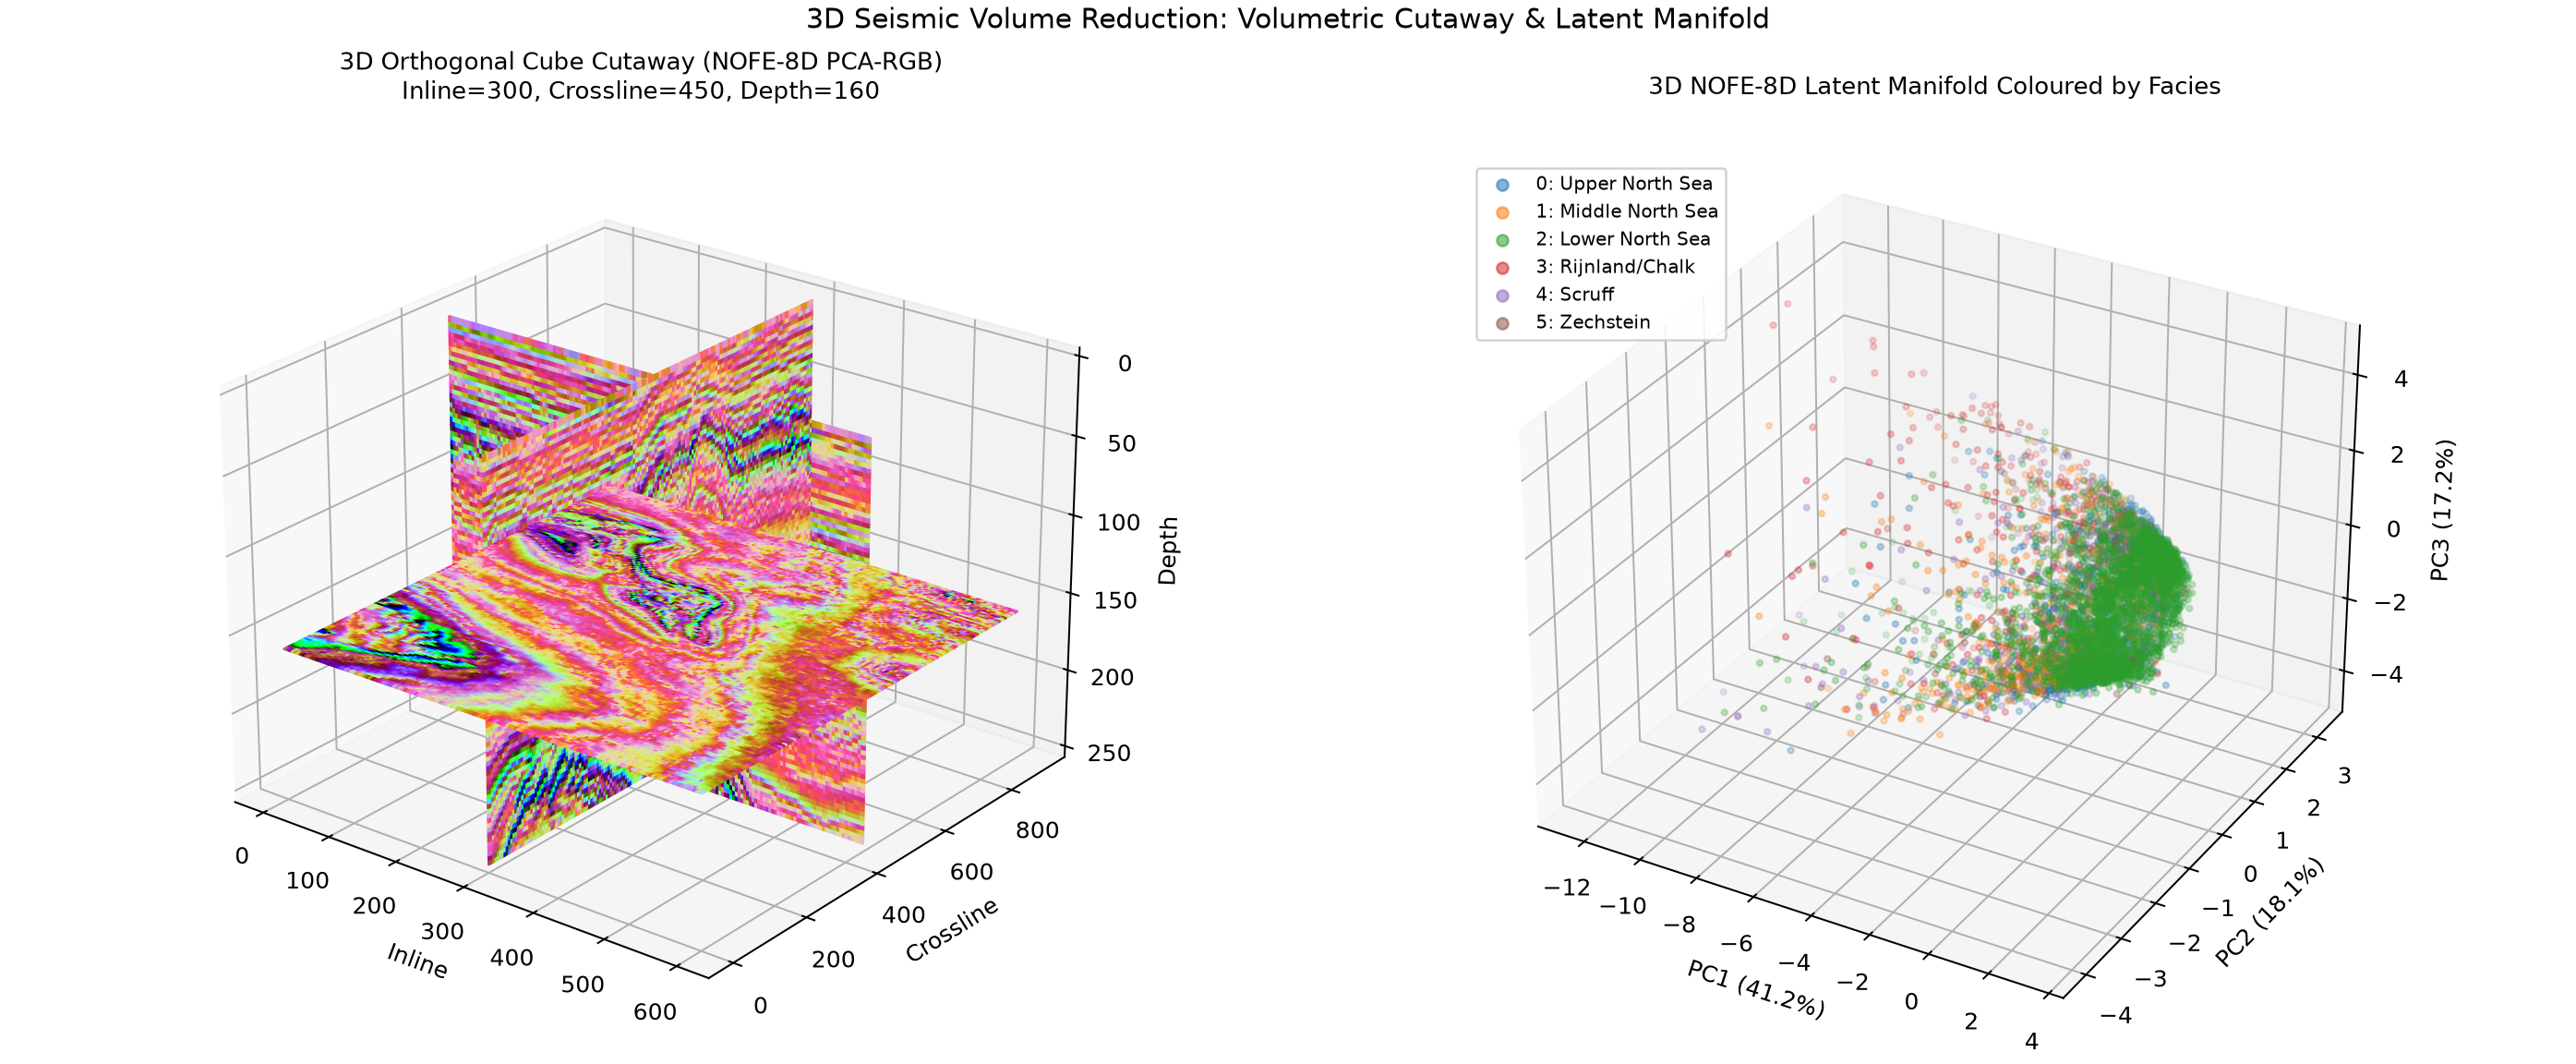 3D Seismic Volume Reduction: Volumetric Cutaway & Latent Manifold
3D Orthogonal Cube Cutaway (NOFE-8D PCA-RGB)
Inline=300, Crossline=450, Depth=160
0
50
100
150
200
250
Depth
0
100
200
300
400
500
600
Inline
0
200
400
600
800
Crossline
3D NOFE-8D Latent Manifold Coloured by Facies
0: Upper North Sea
1: Middle North Sea
2: Lower North Sea
3: Rijnland/Chalk
4: Scruff
5: Zechstein
4
2
0
−2
−4
PC3 (17.2%)
−12
−10
−8
−6
−4
−2
0
2
4
PC1 (41.2%)
3
2
1
0
−1
−2
−3
−4
PC2 (18.1%)